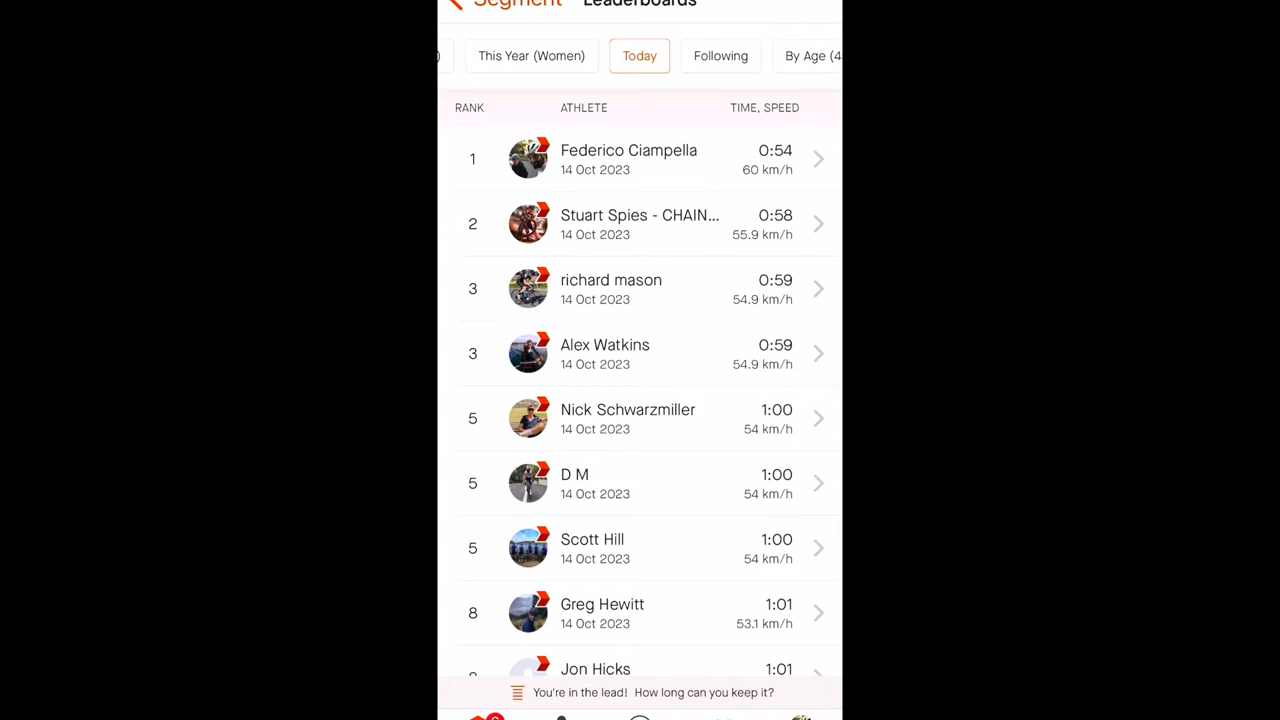 Segment Leaderboards
This Year (Women) Today Following By Age (4
RANK ATHLETE TIME, SPEED
1 Federico Ciampella 0:54
14 Oct 2023 60 km/h
2 Stuart Spies - CHAIN... 0:58
14 Oct 2023 55.9 km/h
3 richard mason 0:59
14 Oct 2023 54.9 km/h
3 Alex Watkins 0:59
14 Oct 2023 54.9 km/h
5 Nick Schwarzmiller 1:00
14 Oct 2023 54 km/h
5 D M 1:00
14 Oct 2023 54 km/h
5 Scott Hill 1:00
14 Oct 2023 54 km/h
8 Greg Hewitt 1:01
14 Oct 2023 53.1 km/h
Jon Hicks 1:01
You're in the lead! How long can you keep it?